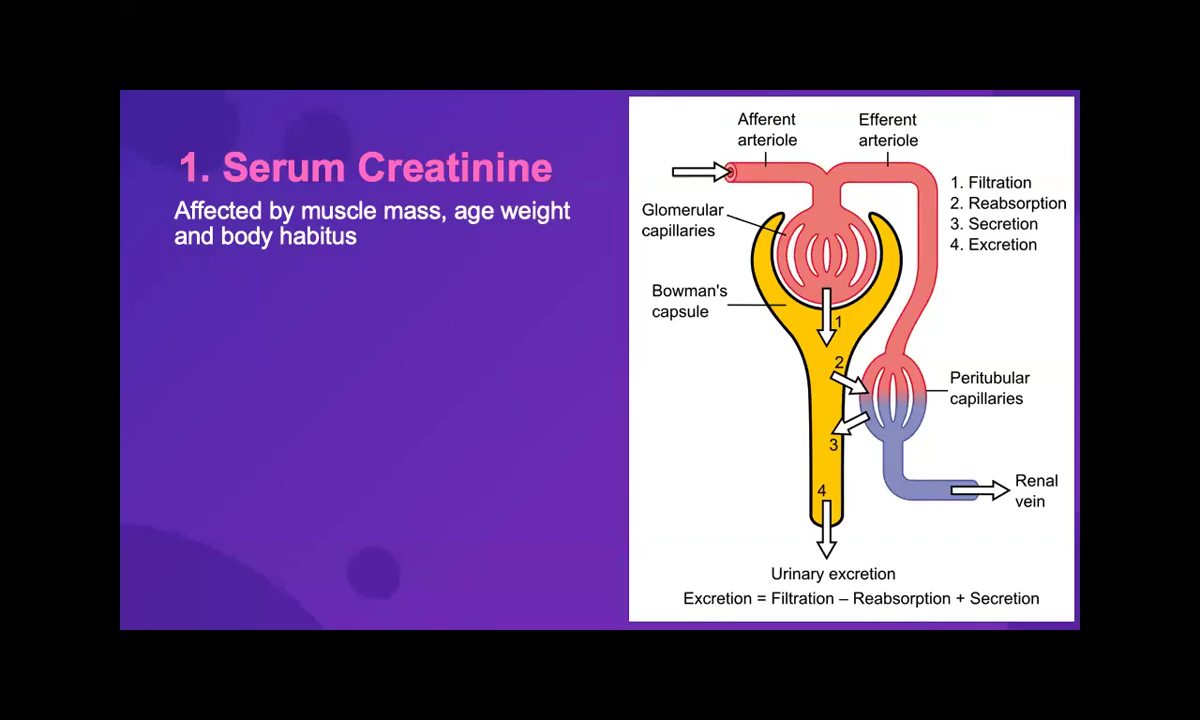 1. Serum Creatinine
Affected by muscle mass, age weight
and body habitus
Afferent
arteriole
Efferent
arteriole
1. Filtration
2. Reabsorption
3. Secretion
4. Excretion
Glomerular
capillaries
Bowman's
capsule
1
2
Peritubular
capillaries
3
4
Renal
vein
Urinary excretion
Excretion = Filtration – Reabsorption + Secretion